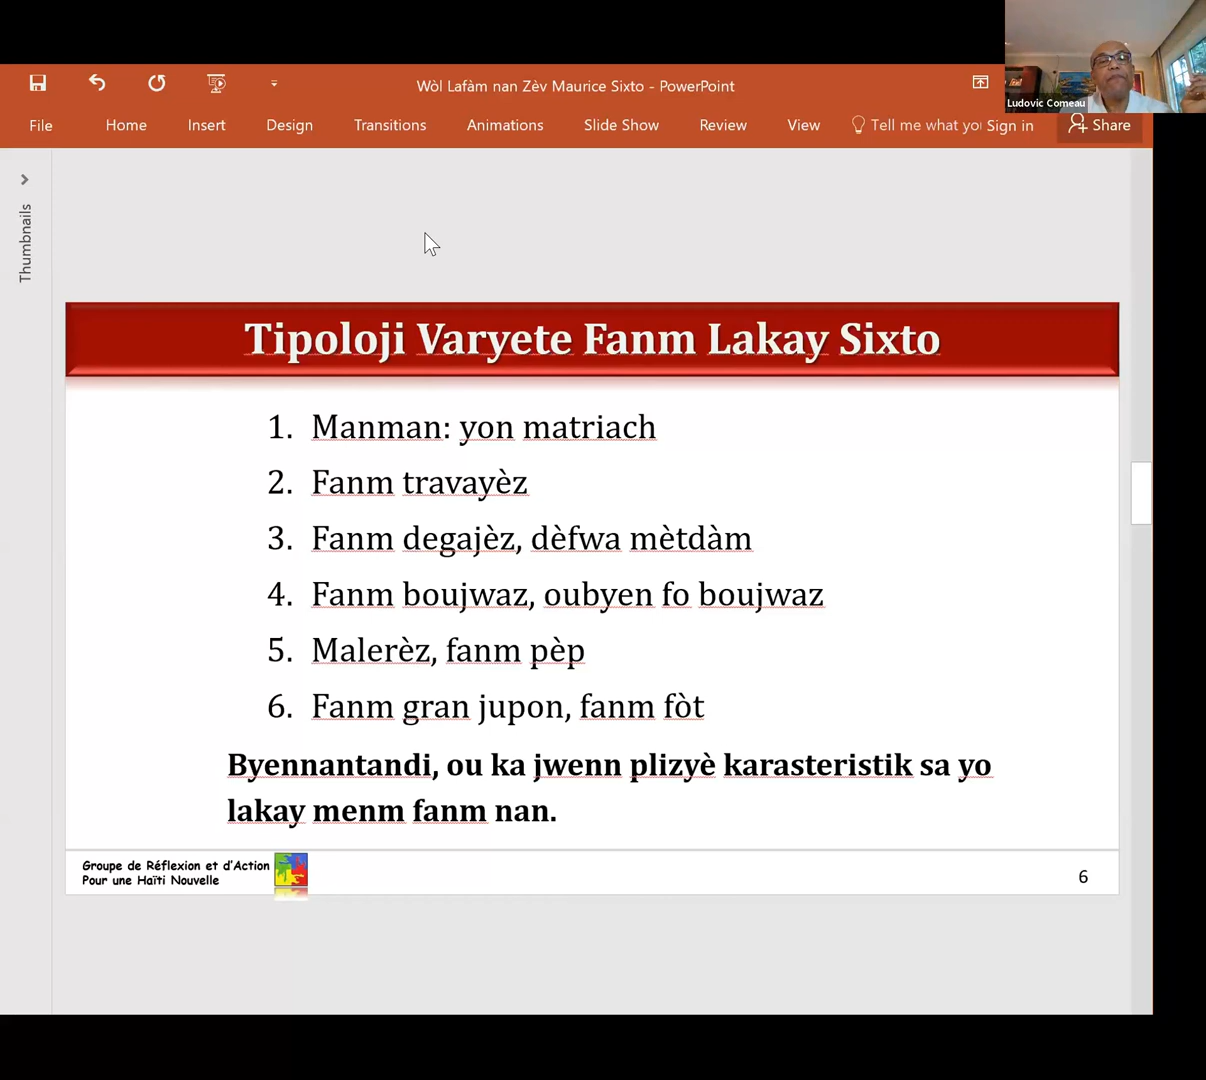 Wòl Lafàm nan Zèv Maurice Sixto - PowerPoint
Ludovic Comeau
File Home Insert Design Transitions Animations Slide Show Review View Tell me what yo Sign in Share
Thumbnails
Tipoloji Varyete Fanm Lakay Sixto
1. Manman: yon matriach
2. Fanm travayèz
3. Fanm degajèz, dèfwa mètdàm
4. Fanm boujwaz, oubyen fo boujwaz
5. Malerèz, fanm pèp
6. Fanm gran jupon, fanm fòt
Byennantandi, ou ka jwenn plizyè karasteristik sa yo
lakay menm fanm nan.
Groupe de Réflexion et d'Action
Pour une Haïti Nouvelle
6